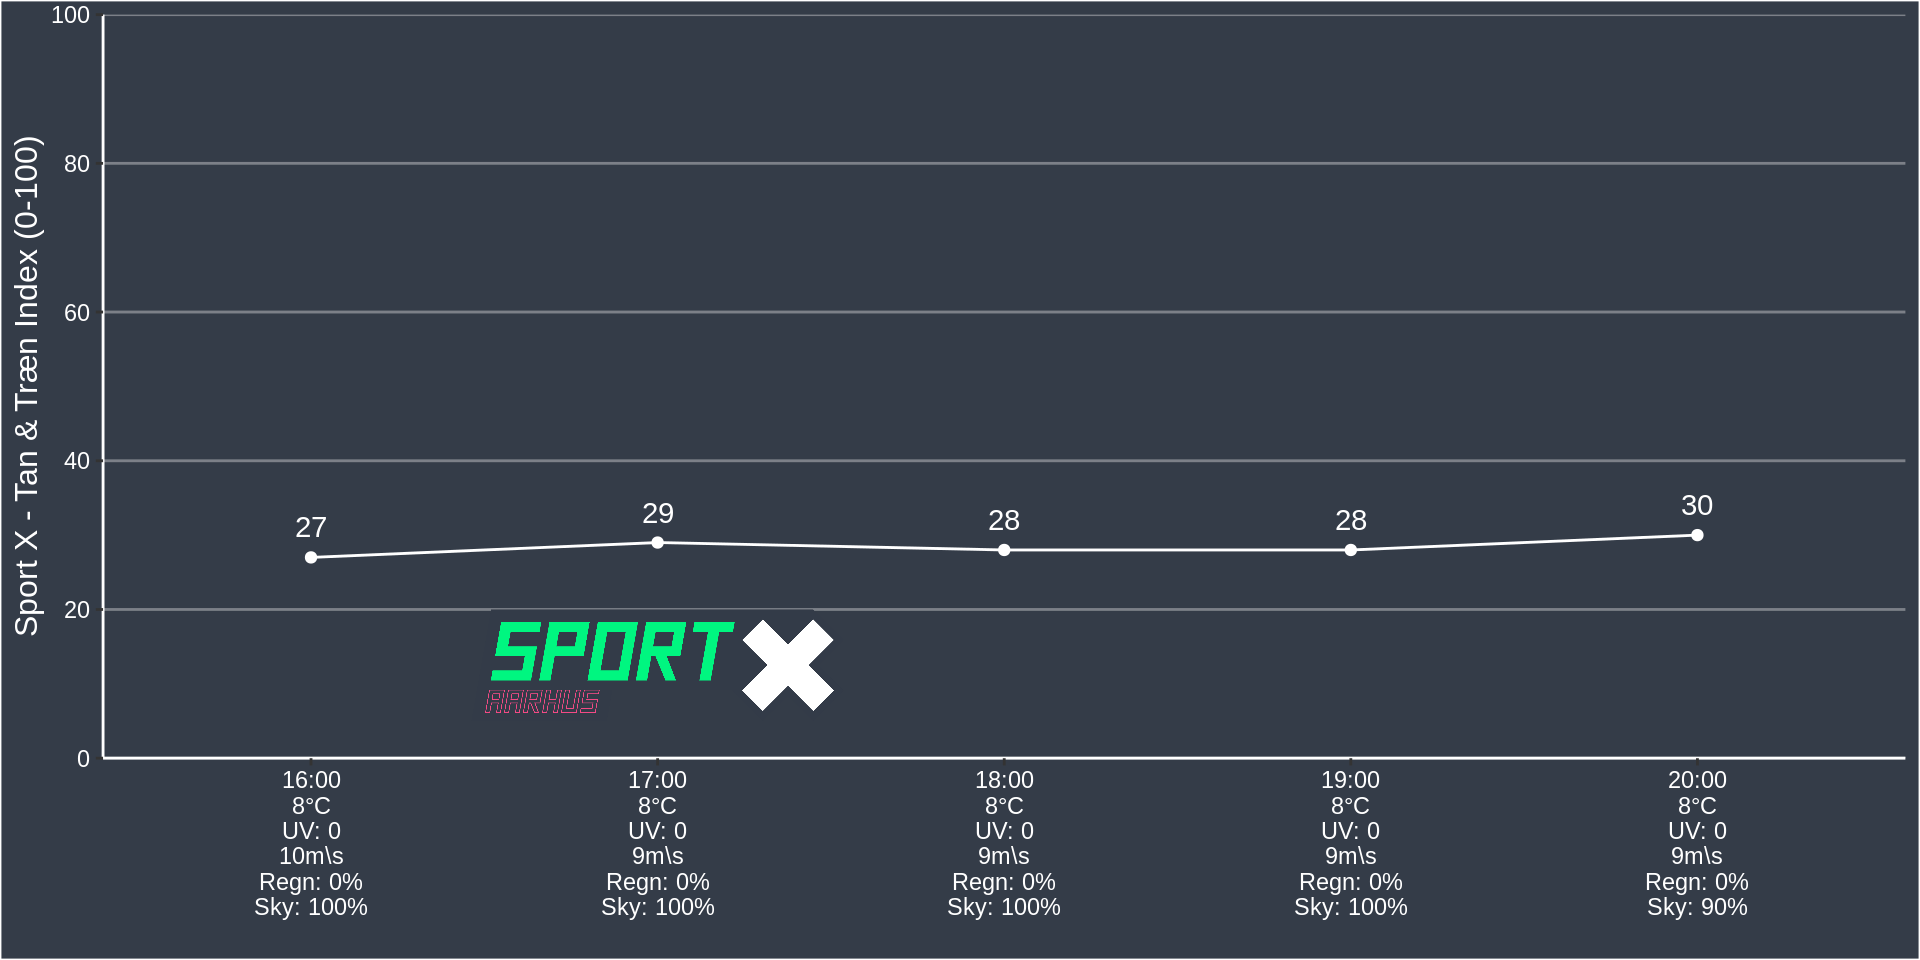 Sport X - Tan & Træn Index (0-100)
100
80
60
40
20
0
27
29
28
28
30
SPORT X
AARHUS
16:00
8°C
UV: 0
10m\s
Regn: 0%
Sky: 100%
17:00
8°C
UV: 0
9m\s
Regn: 0%
Sky: 100%
18:00
8°C
UV: 0
9m\s
Regn: 0%
Sky: 100%
19:00
8°C
UV: 0
9m\s
Regn: 0%
Sky: 100%
20:00
8°C
UV: 0
9m\s
Regn: 0%
Sky: 90%